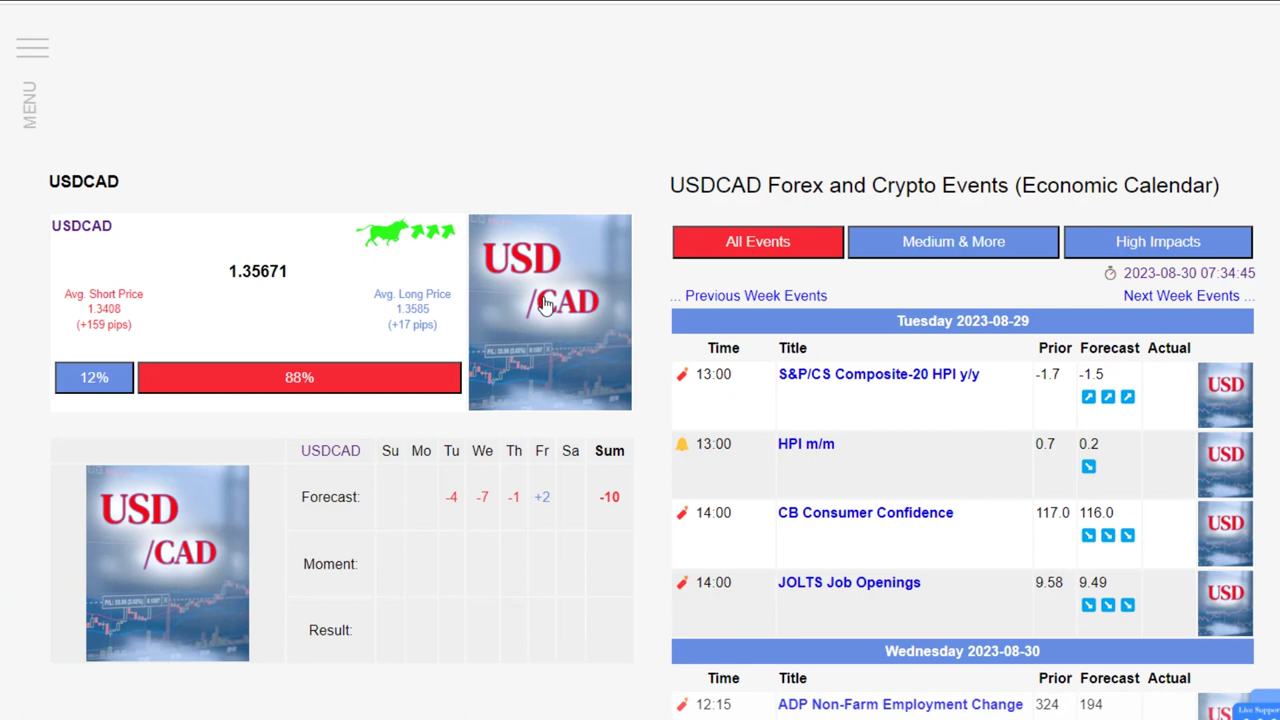 MENU
USDCAD
USDCAD
1.35671
Avg. Short Price
1.3408
(+159 pips)
Avg. Long Price
1.3585
(+17 pips)
12%
88%
USD
/CAD
USDCAD Su Mo Tu We Th Fr Sa Sum
Forecast: -4 -7 -1 +2 -10
Moment:
Result:
USD
/CAD
USDCAD Forex and Crypto Events (Economic Calendar)
All Events Medium & More High Impacts
2023-08-30 07:34:45
... Previous Week Events Next Week Events ...
Tuesday 2023-08-29
Time Title Prior Forecast Actual
13:00 S&P/CS Composite-20 HPI y/y -1.7 -1.5 USD
13:00 HPI m/m 0.7 0.2 USD
14:00 CB Consumer Confidence 117.0 116.0 USD
14:00 JOLTS Job Openings 9.58 9.49 USD
Wednesday 2023-08-30
Time Title Prior Forecast Actual
12:15 ADP Non-Farm Employment Change 324 194
Live Support